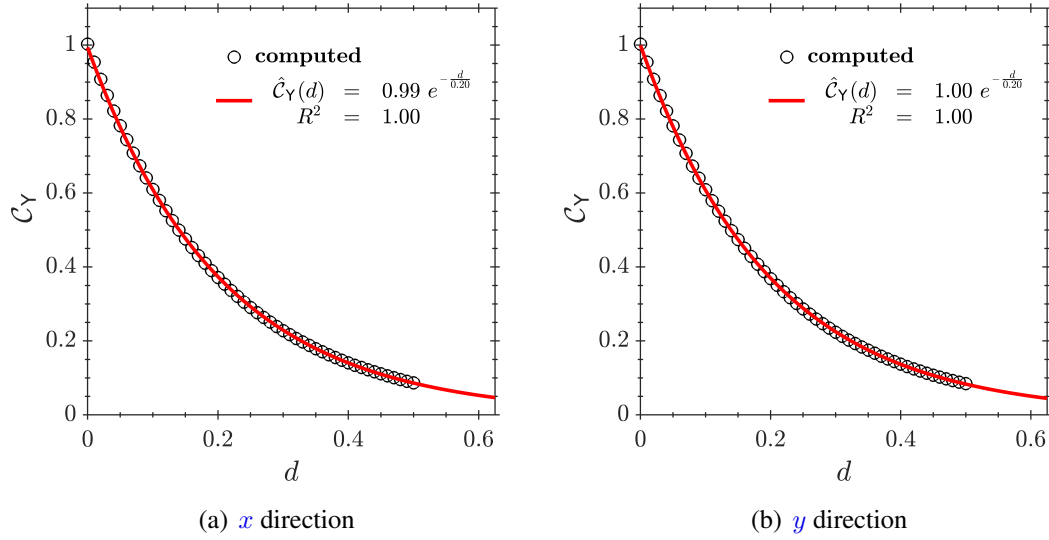 1
0.8
0.6
0.4
0.2
0
0 0.2 0.4 0.6
𝒞_Y
d
computed
𝒞̂_Y(d) = 0.99 e^{-d/0.20}
R² = 1.00
(a) x direction
1
0.8
0.6
0.4
0.2
0
0 0.2 0.4 0.6
𝒞_Y
d
computed
𝒞̂_Y(d) = 1.00 e^{-d/0.20}
R² = 1.00
(b) y direction